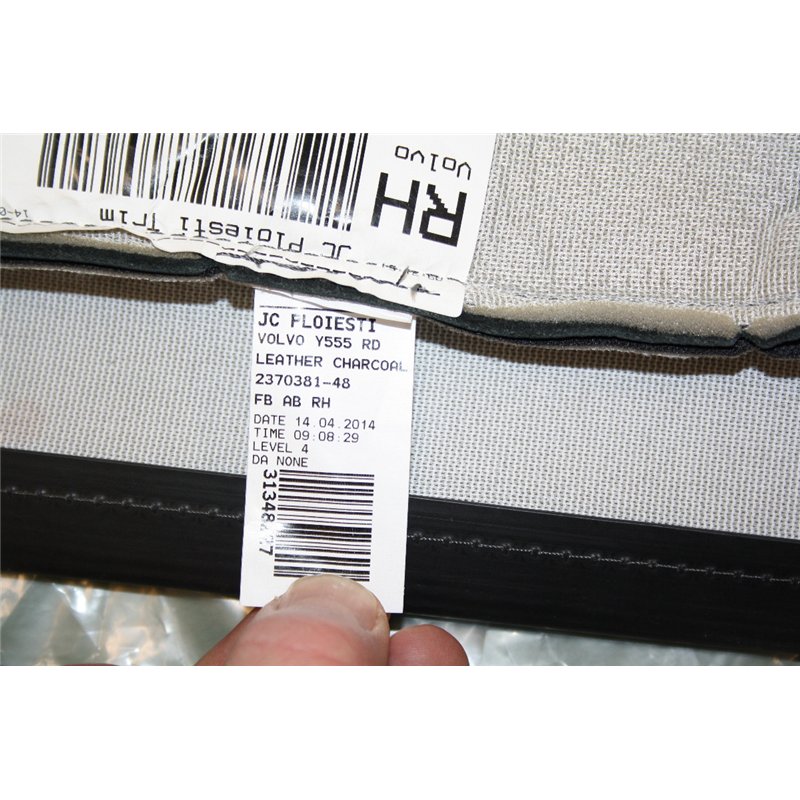 RH
Volvo
JC Ploiesti Trim
JC PLOIESTI
VOLVO Y555 RD
LEATHER CHARCOAL
2370381-48
FB AB RH
DATE 14.04.2014
TIME 09:08:29
LEVEL 4
DA NONE